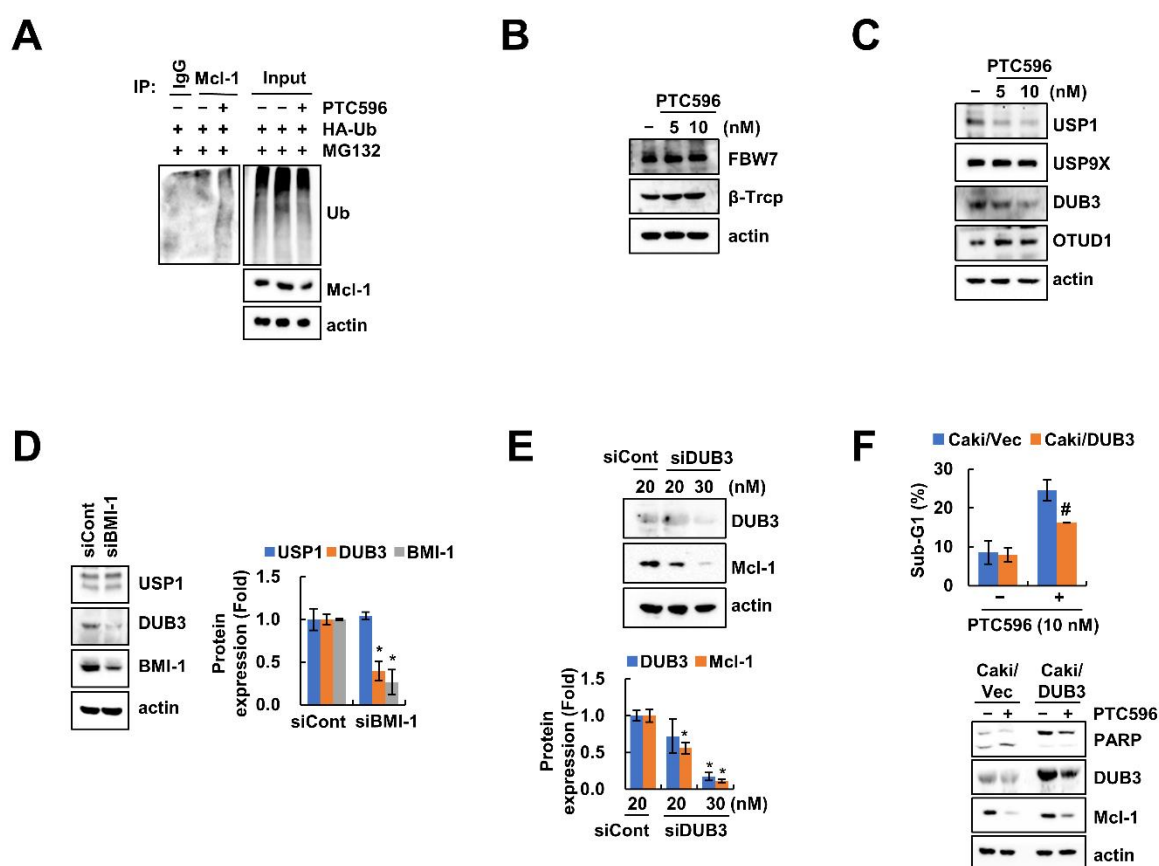 A
IP: IgG Mcl-1 Input
− − + − − + PTC596
+ + + + + + HA-Ub
+ + + + + + MG132
Ub
Mcl-1
actin
B
PTC596
− 5 10 (nM)
FBW7
β-Trcp
actin
C
PTC596
− 5 10 (nM)
USP1
USP9X
DUB3
OTUD1
actin
D
siCont siBMI-1
USP1
DUB3
BMI-1
actin
USP1 DUB3 BMI-1
Protein
expression (Fold)
1.5
1.0
0.5
0.0
* *
siCont siBMI-1
E
siCont siDUB3
20 20 30 (nM)
DUB3
Mcl-1
actin
DUB3 Mcl-1
Protein
expression (Fold)
1.5
1.0
0.5
0.0
* * *
20 20 30 (nM)
siCont siDUB3
F
Caki/Vec Caki/DUB3
Sub-G1 (%)
30
20
10
0
#
− +
PTC596 (10 nM)
Caki/ Caki/
Vec DUB3
− + − + PTC596
PARP
DUB3
Mcl-1
actin